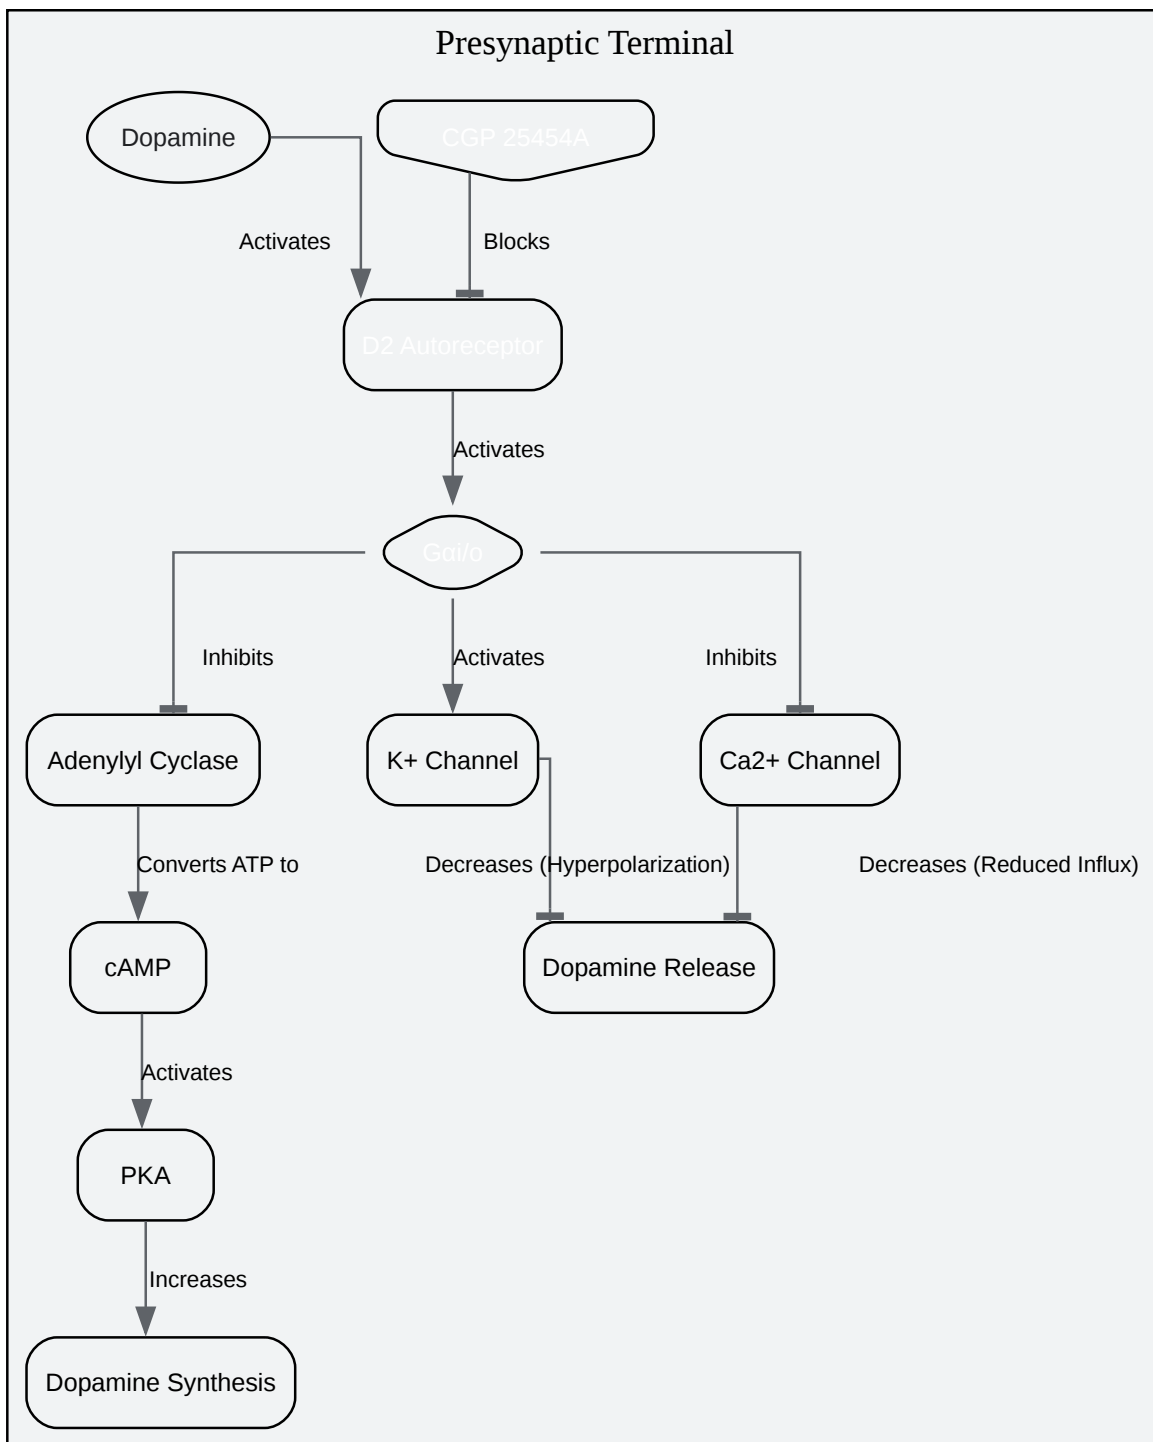 Presynaptic Terminal
Dopamine
CGP 25454A
Activates
Blocks
D2 Autoreceptor
Activates
Gαi/o
Inhibits
Activates
Inhibits
Adenylyl Cyclase
K+ Channel
Ca2+ Channel
Converts ATP to
Decreases (Hyperpolarization)
Decreases (Reduced Influx)
cAMP
Dopamine Release
Activates
PKA
Increases
Dopamine Synthesis